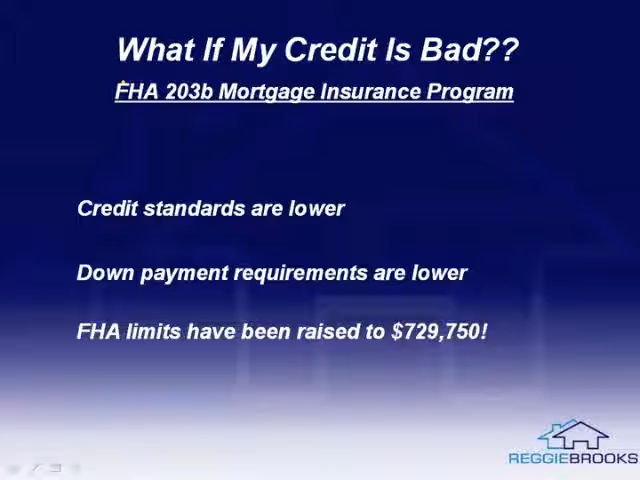 What If My Credit Is Bad??
FHA 203b Mortgage Insurance Program
Credit standards are lower
Down payment requirements are lower
FHA limits have been raised to $729,750!
REGGIEBROOKS